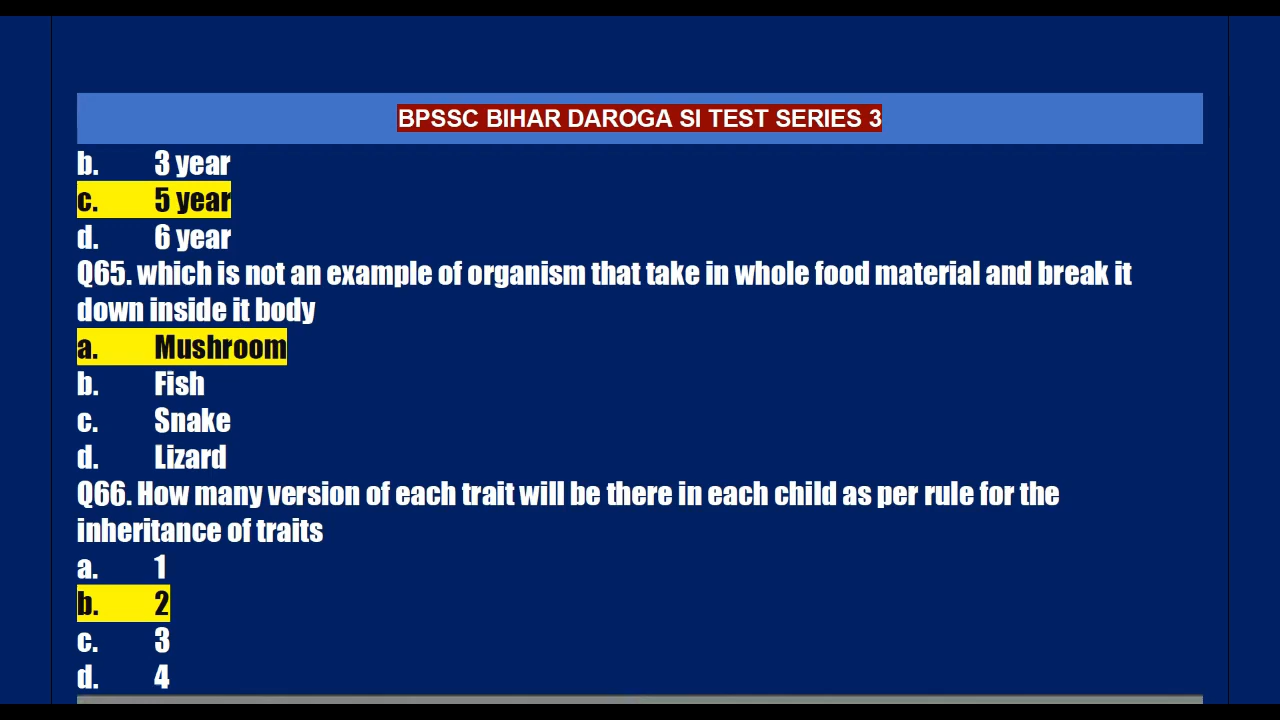 BPSSC BIHAR DAROGA SI TEST SERIES 3
b. 3 year
c. 5 year
d. 6 year
Q65. which is not an example of organism that take in whole food material and break it
down inside it body
a. Mushroom
b. Fish
c. Snake
d. Lizard
Q66. How many version of each trait will be there in each child as per rule for the
inheritance of traits
a. 1
b. 2
c. 3
d. 4